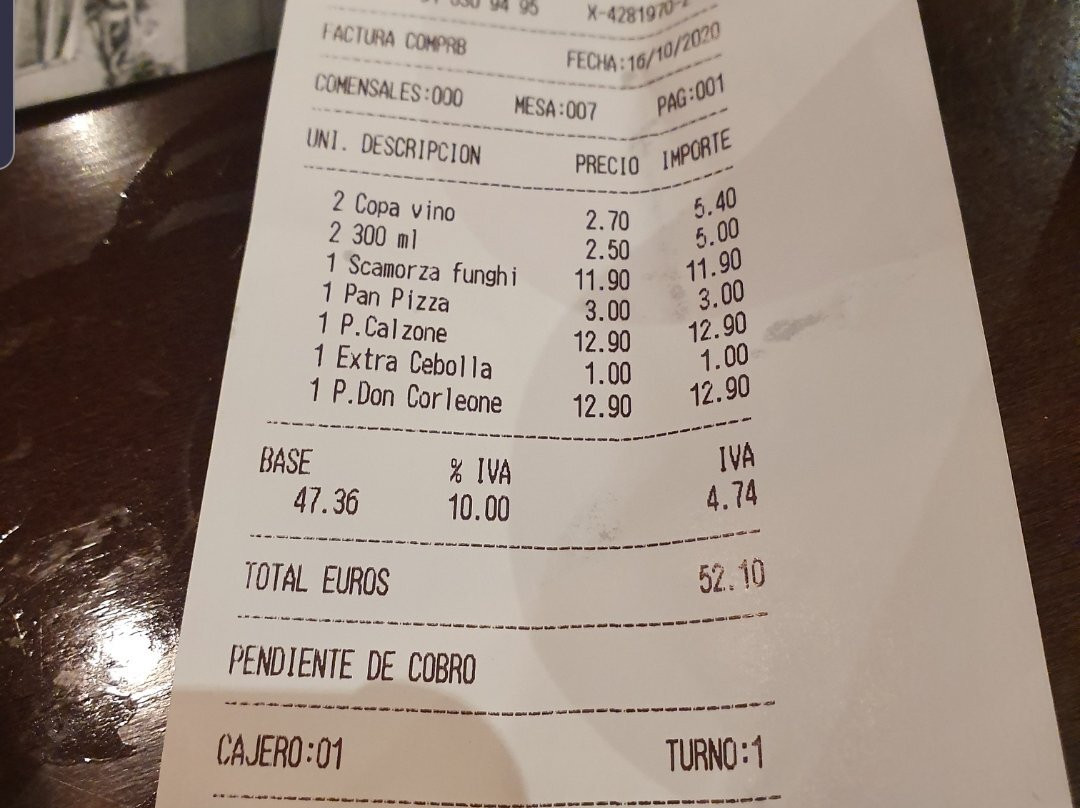 94 95 X-4281970-2
FACTURA COMPRB FECHA:16/10/2020
COMENSALES:000 MESA:007 PAG:001
UNI. DESCRIPCION PRECIO IMPORTE
2 Copa vino 2.70 5.40
2 300 ml 2.50 5.00
1 Scamorza funghi 11.90 11.90
1 Pan Pizza 3.00 3.00
1 P.Calzone 12.90 12.90
1 Extra Cebolla 1.00 1.00
1 P.Don Corleone 12.90 12.90
BASE % IVA IVA
47.36 10.00 4.74
TOTAL EUROS 52.10
PENDIENTE DE COBRO
CAJERO:01 TURNO:1